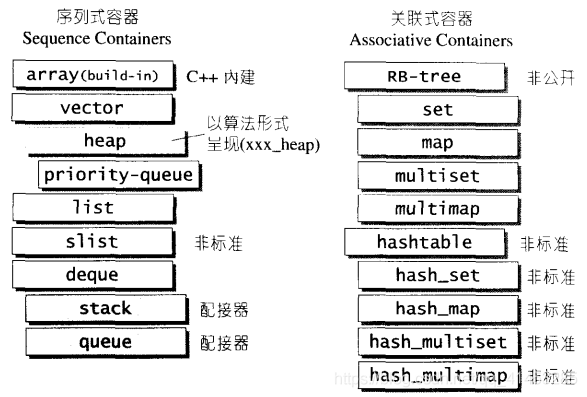 序列式容器
Sequence Containers
array(build-in) C++ 內建
vector
heap
以算法形式
呈现(xxx_heap)
priority-queue
list
slist 非标准
deque
stack 配接器
queue 配接器
关联式容器
Associative Containers
RB-tree 非公开
set
map
multiset
multimap
hashtable 非标准
hash_set 非标准
hash_map 非标准
hash_multiset 非标准
hash_multimap 非标准